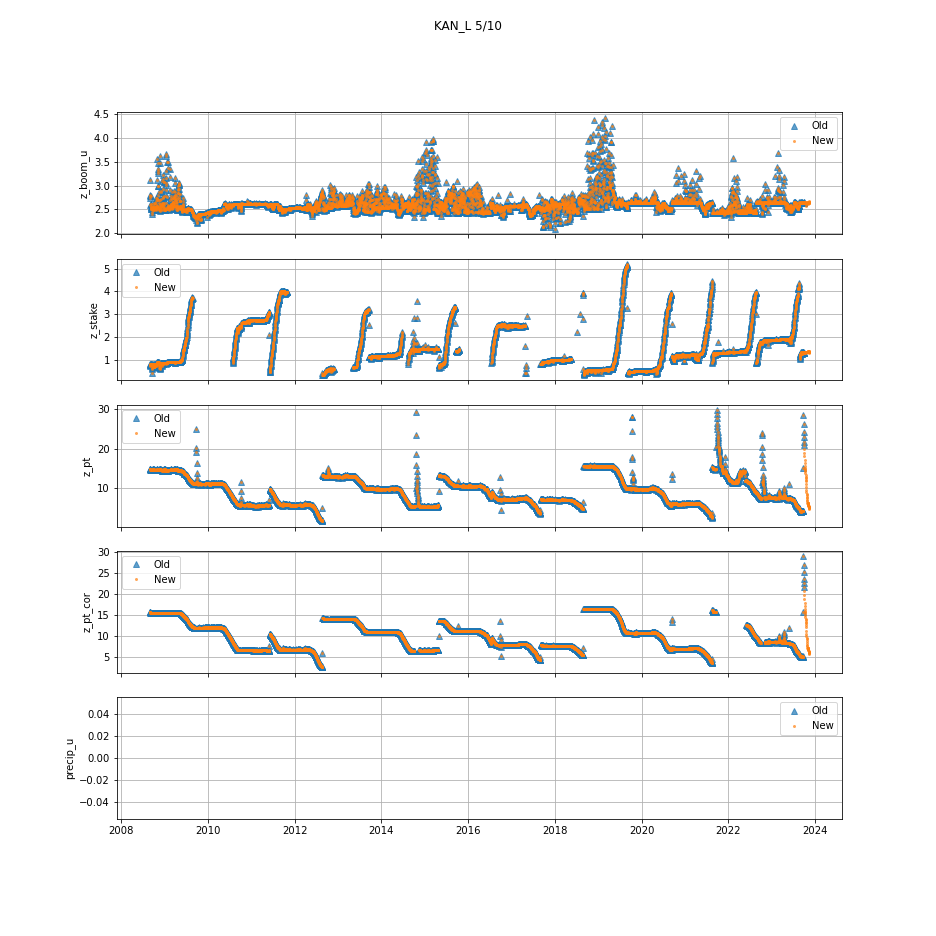 KAN_L 5/10
4.5
4.0
3.5
3.0
2.5
2.0
z_boom_u
Old
New
5
4
3
2
1
z_stake
Old
New
30
20
10
z_pt
Old
New
30
25
20
15
10
5
z_pt_cor
Old
New
0.04
0.02
0.00
−0.02
−0.04
precip_u
Old
New
2008 2010 2012 2014 2016 2018 2020 2022 2024